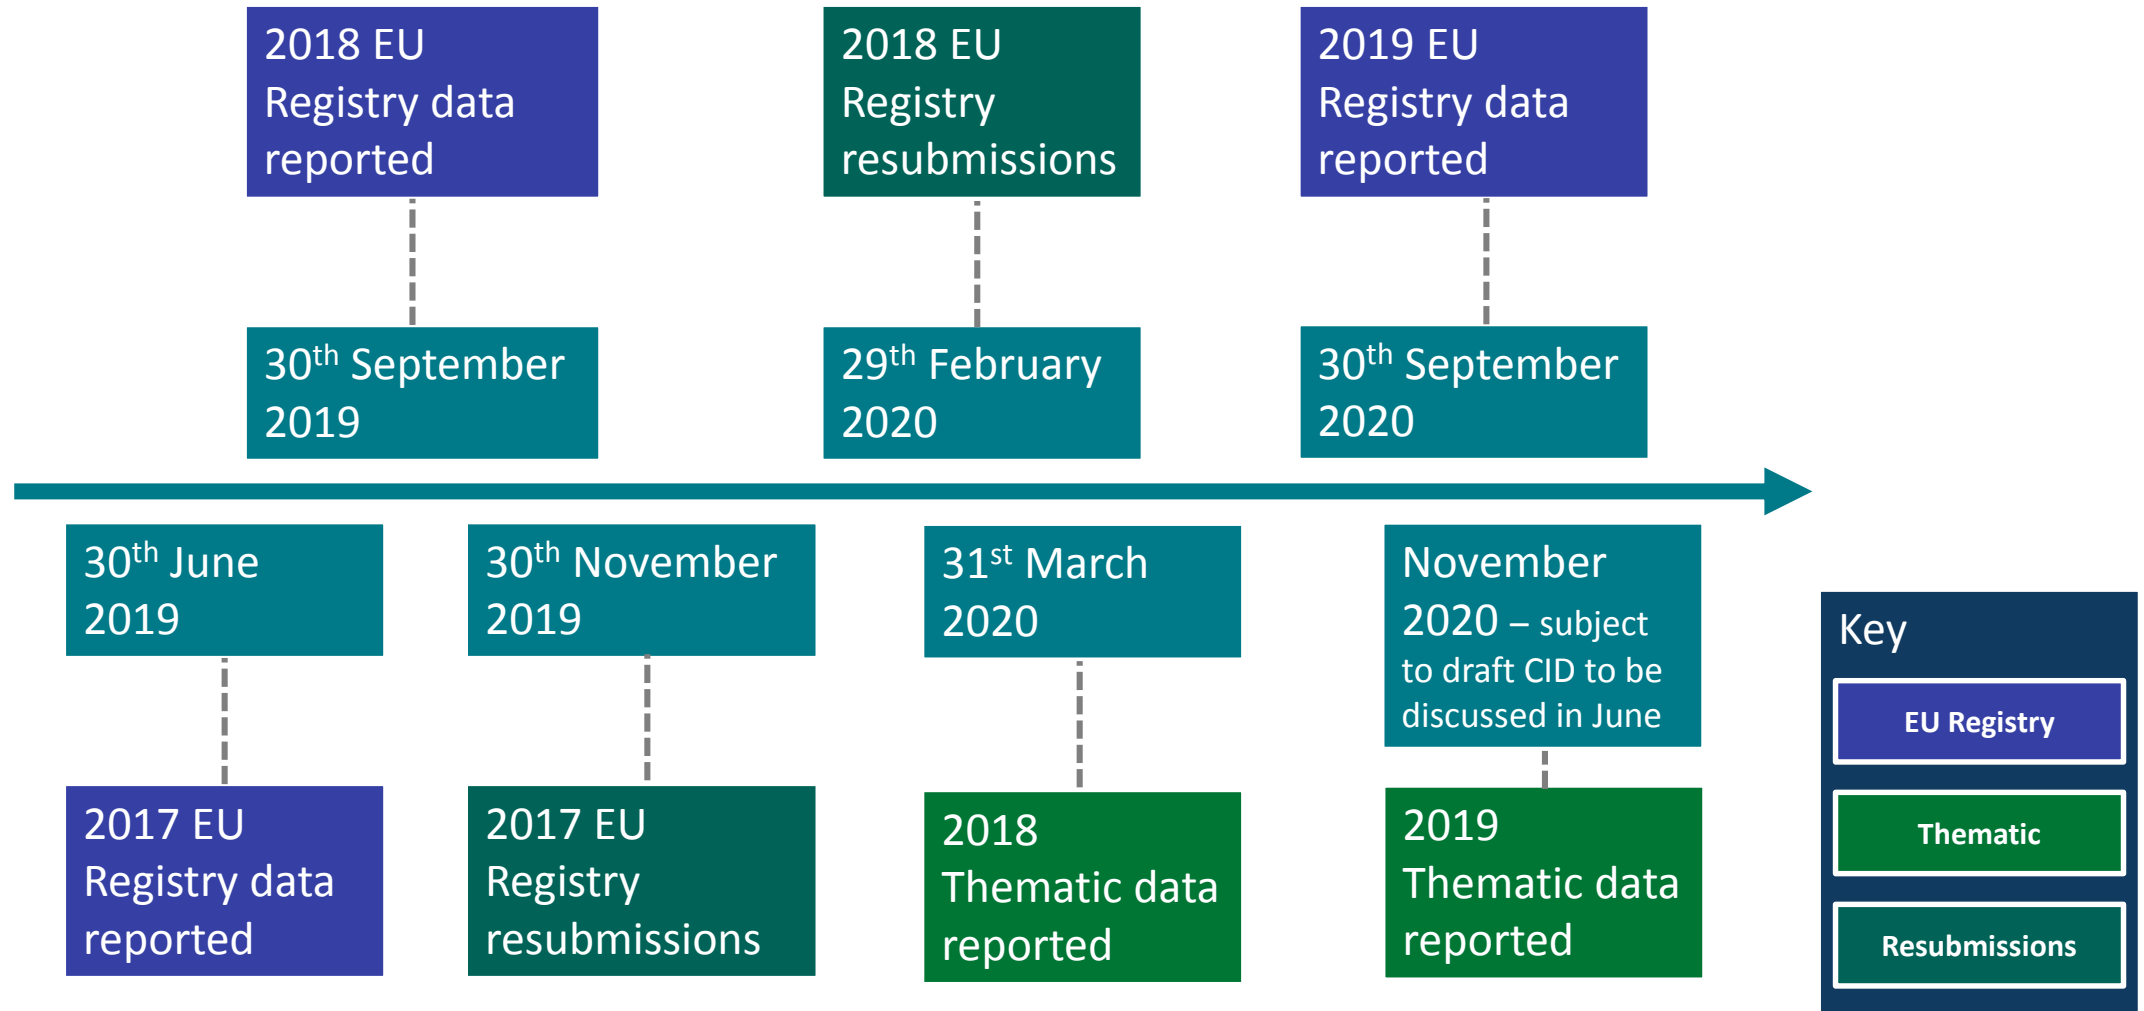 2018 EU
Registry data
reported
2018 EU
Registry
resubmissions
2019 EU
Registry data
reported
30th September
2019
29th February
2020
30th September
2020
30th June
2019
30th November
2019
31st March
2020
November
2020 – subject
to draft CID to be
discussed in June
2017 EU
Registry data
reported
2017 EU
Registry
resubmissions
2018
Thematic data
reported
2019
Thematic data
reported
Key
EU Registry
Thematic
Resubmissions